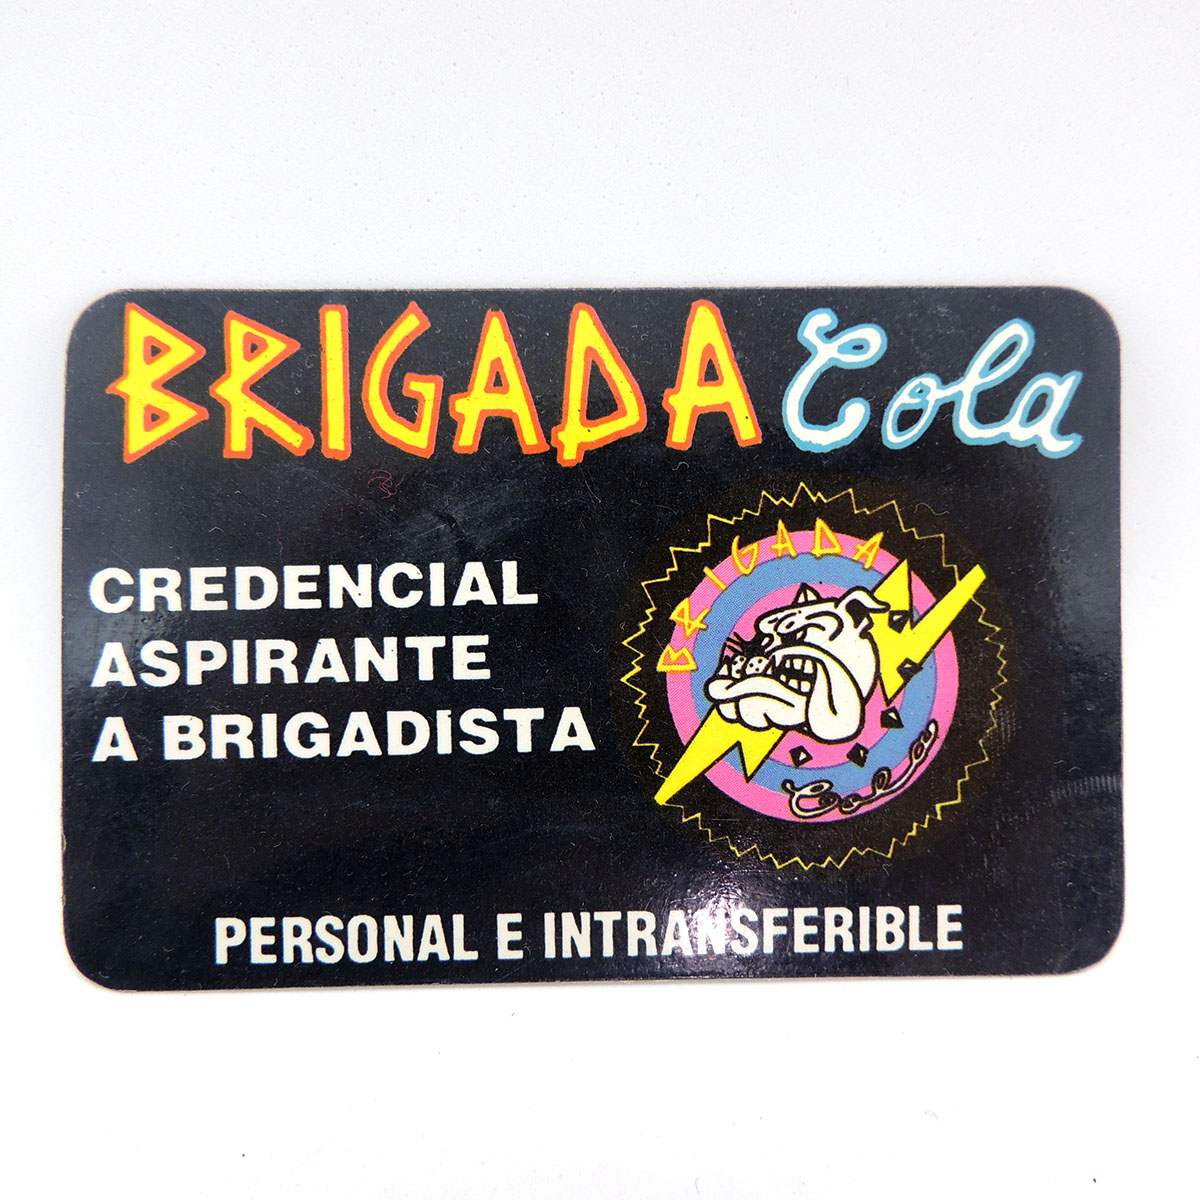 BRIGADA Cola
CREDENCIAL
ASPIRANTE
A BRIGADISTA
BRIGADA
Cola
PERSONAL E INTRANSFERIBLE